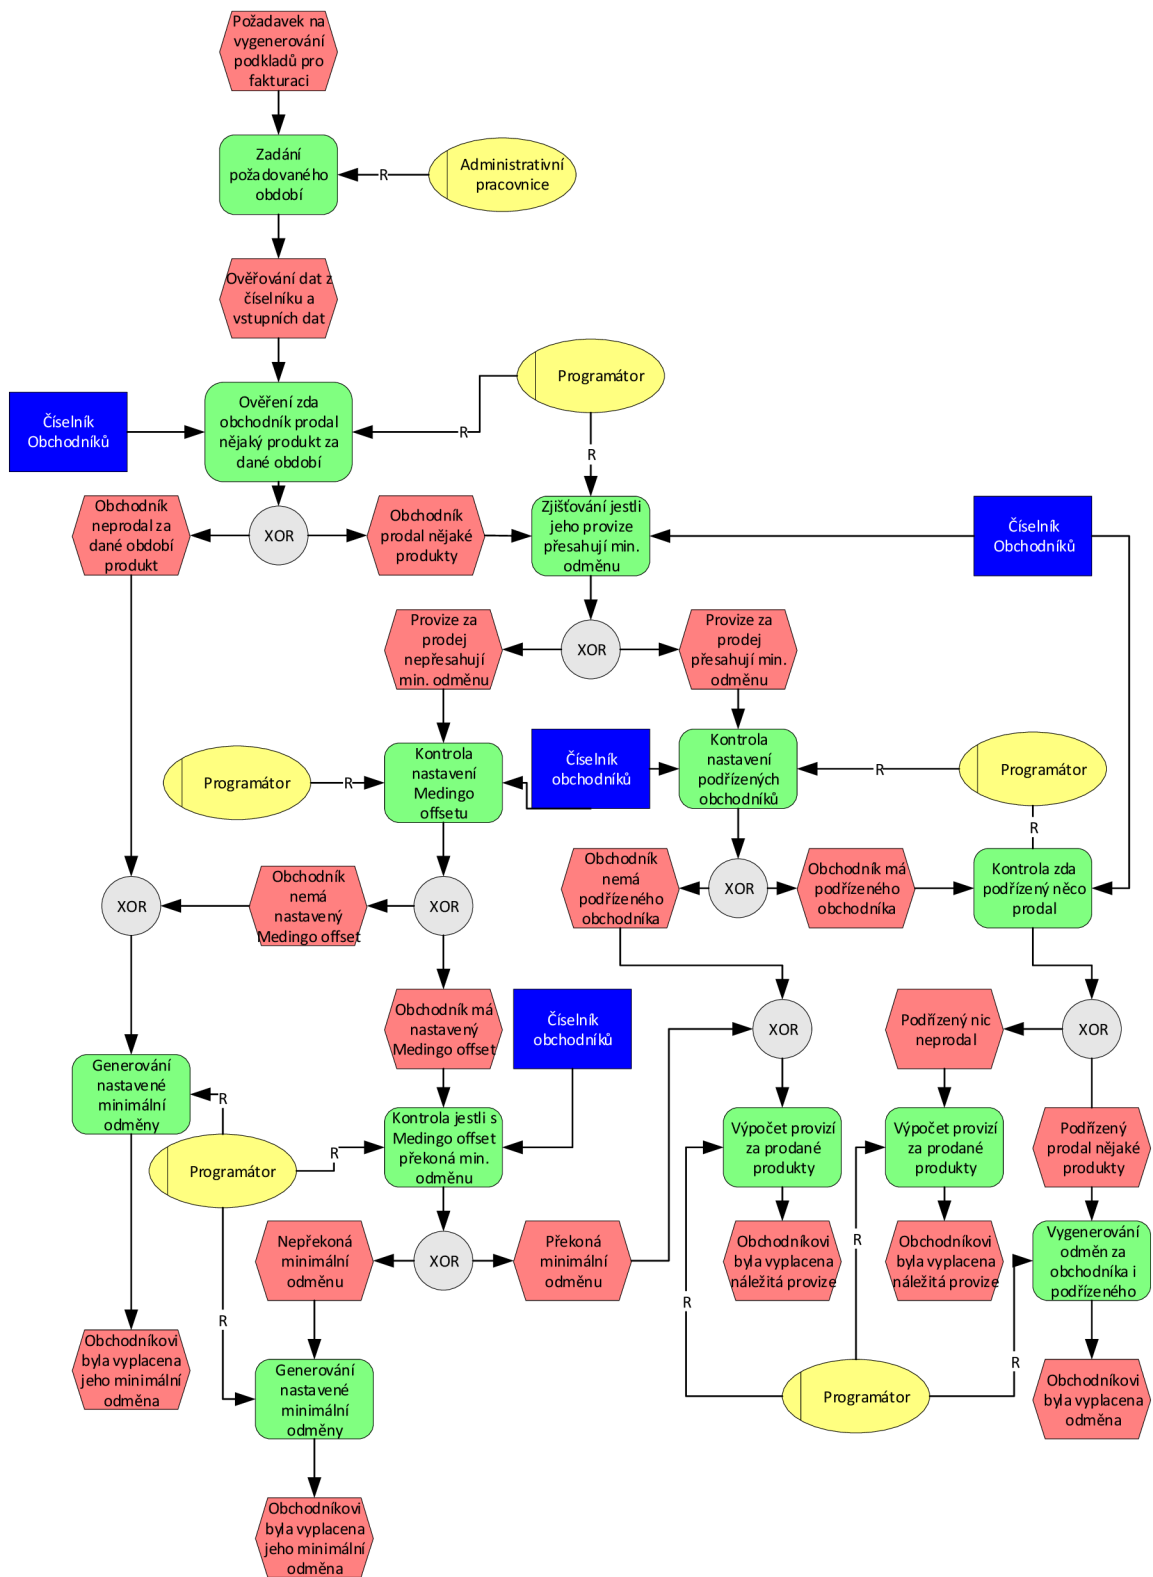 Požadavek na
vygenerování
podkladů pro
fakturaci
Zadání
požadovaného
období
R
Administrativní
pracovnice
Ověřování dat z
číselníku a
vstupních dat
Programátor
Číselník
Obchodníků
Ověření zda
obchodník prodal
nějaký produkt za
dané období
R
R
Obchodník
neprodal za
dané období
produkt
XOR
Obchodník
prodal nějaké
produkty
Zjišťování jestli
jeho provize
přesahují min.
odměnu
Číselník
Obchodníků
Provize za
prodej
nepřesahují
min. odměnu
XOR
Provize za
prodej
přesahují min.
odměnu
Programátor
R
Kontrola
nastavení
Medingo
offsetu
Číselník
obchodníků
Kontrola
nastavení
podřízených
obchodníků
R
Programátor
R
XOR
Obchodník
nemá
nastavený
Medingo offset
XOR
Obchodník
nemá
podřízeného
obchodníka
XOR
Obchodník má
podřízeného
obchodníka
Kontrola zda
podřízený něco
prodal
Obchodník má
nastavený
Medingo offset
Číselník
obchodníků
XOR
Podřízený nic
neprodal
XOR
Generování
nastavené
minimální
odměny
R
Programátor
R
Kontrola jestli s
Medingo offset
překoná min.
odměnu
Výpočet provizí
za prodané
produkty
Výpočet provizí
za prodané
produkty
Podřízený
prodal nějaké
produkty
Nepřekoná
minimální
odměnu
XOR
Překoná
minimální
odměnu
Obchodníkovi
byla vyplacena
náležitá provize
R
Obchodníkovi
byla vyplacena
náležitá provize
Vygenerování
odměn za
obchodníka i
podřízeného
R
R
R
Obchodníkovi
byla vyplacena
jeho minimální
odměna
Generování
nastavené
minimální
odměny
Programátor
Obchodníkovi
byla vyplacena
odměna
Obchodníkovi
byla vyplacena
jeho minimální
odměna